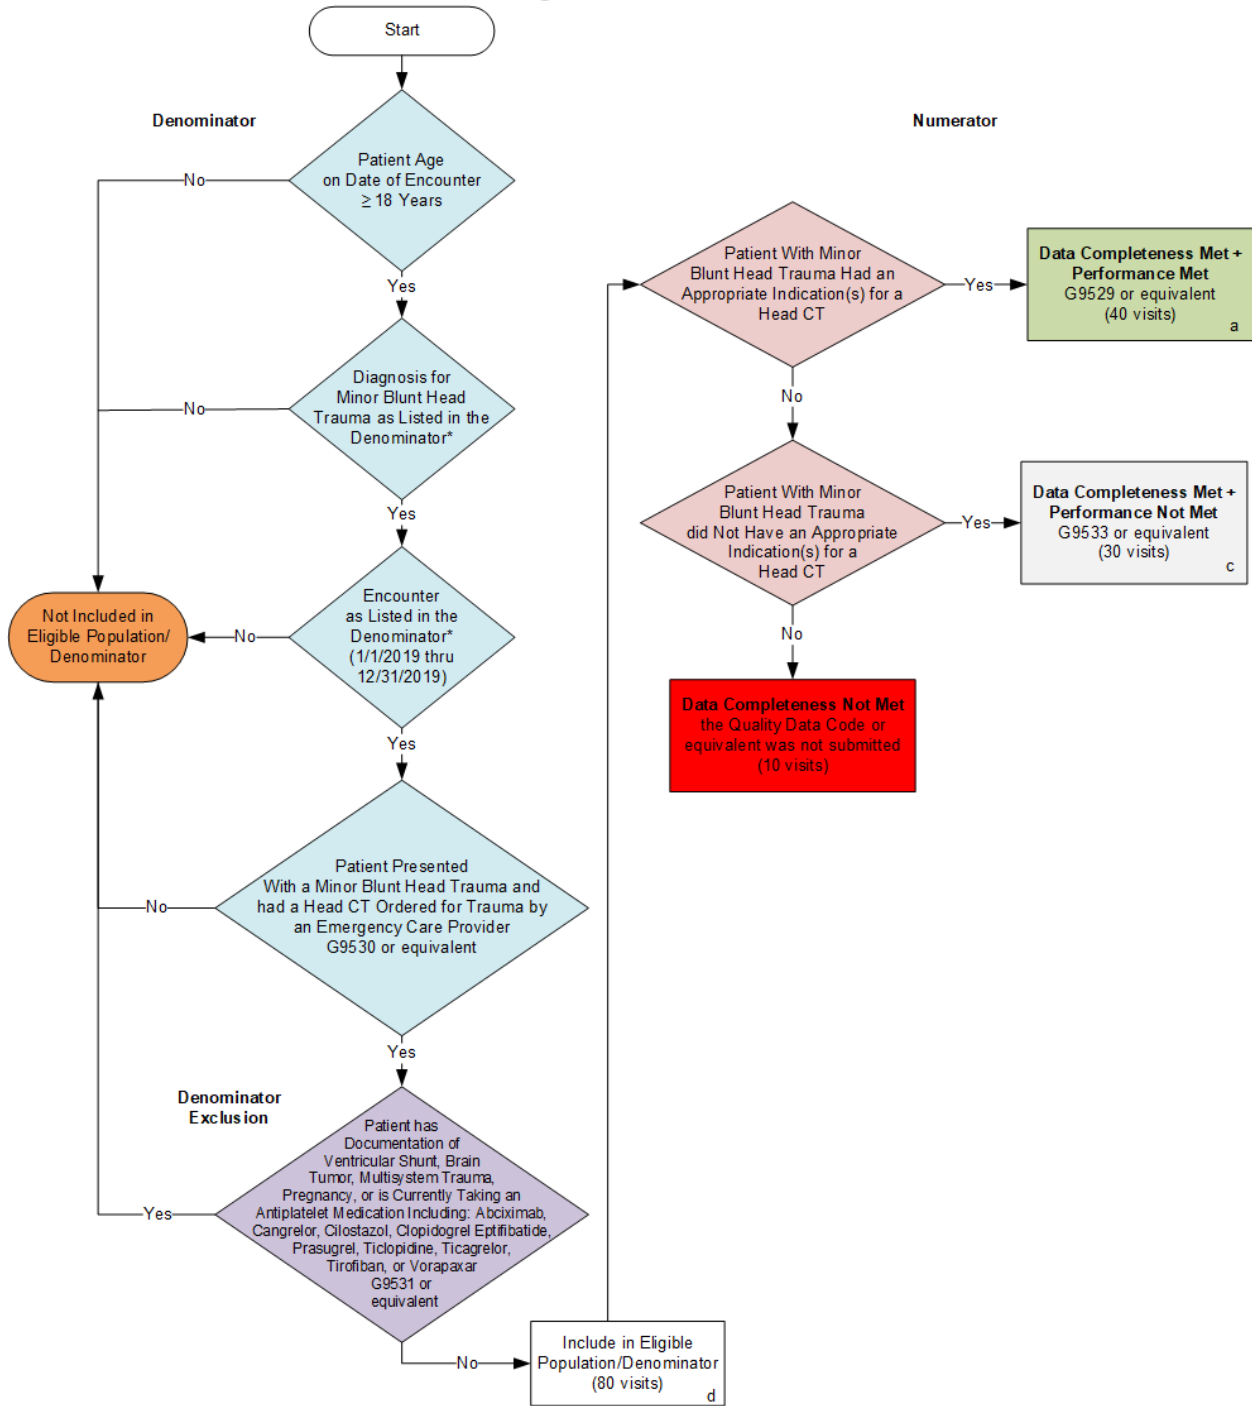 Start
Denominator
Numerator
Patient Age
on Date of Encounter
≥ 18 Years
No
Yes
Diagnosis for
Minor Blunt Head
Trauma as Listed in the
Denominator*
No
Yes
Encounter
as Listed in the
Denominator*
(1/1/2019 thru
12/31/2019)
No
Not Included in
Eligible Population/
Denominator
Yes
Patient Presented
With a Minor Blunt Head Trauma and
had a Head CT Ordered for Trauma by
an Emergency Care Provider
G9530 or equivalent
No
Yes
Denominator
Exclusion
Patient has
Documentation of
Ventricular Shunt, Brain
Tumor, Multisystem Trauma,
Pregnancy, or is Currently Taking an
Antiplatelet Medication Including: Abciximab,
Cangrelor, Cilostazol, Clopidogrel Eptifibatide,
Prasugrel, Ticlopidine, Ticagrelor,
Tirofiban, or Vorapaxar
G9531 or
equivalent
Yes
No
Include in Eligible
Population/Denominator
(80 visits)
d
Patient With Minor
Blunt Head Trauma Had an
Appropriate Indication(s) for a
Head CT
Yes
Data Completeness Met +
Performance Met
G9529 or equivalent
(40 visits)
a
No
Patient With Minor
Blunt Head Trauma
did Not Have an Appropriate
Indication(s) for a
Head CT
Yes
Data Completeness Met +
Performance Not Met
G9533 or equivalent
(30 visits)
c
No
Data Completeness Not Met
the Quality Data Code or
equivalent was not submitted
(10 visits)